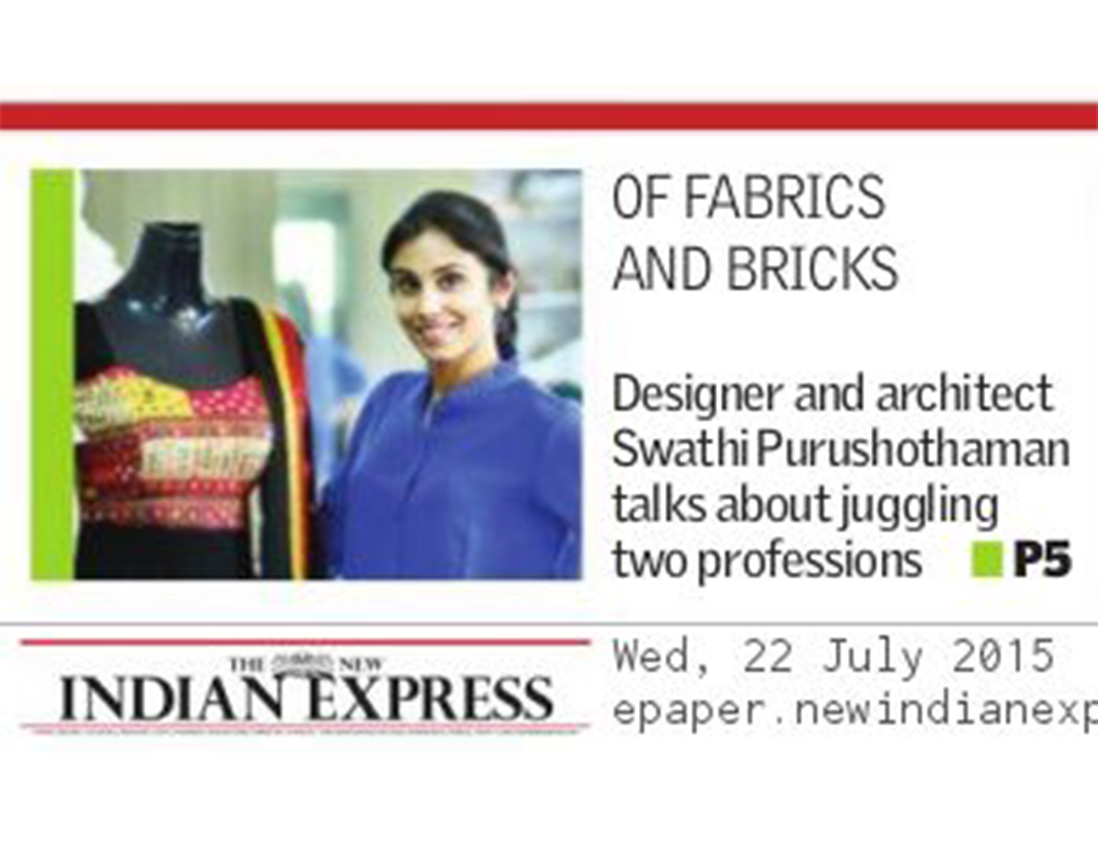 OF FABRICS
AND BRICKS
Designer and architect
Swathi Purushothaman
talks about juggling
two professions
P5
THE NEW
INDIAN EXPRESS
Wed, 22 July 2015
epaper.newindianexp